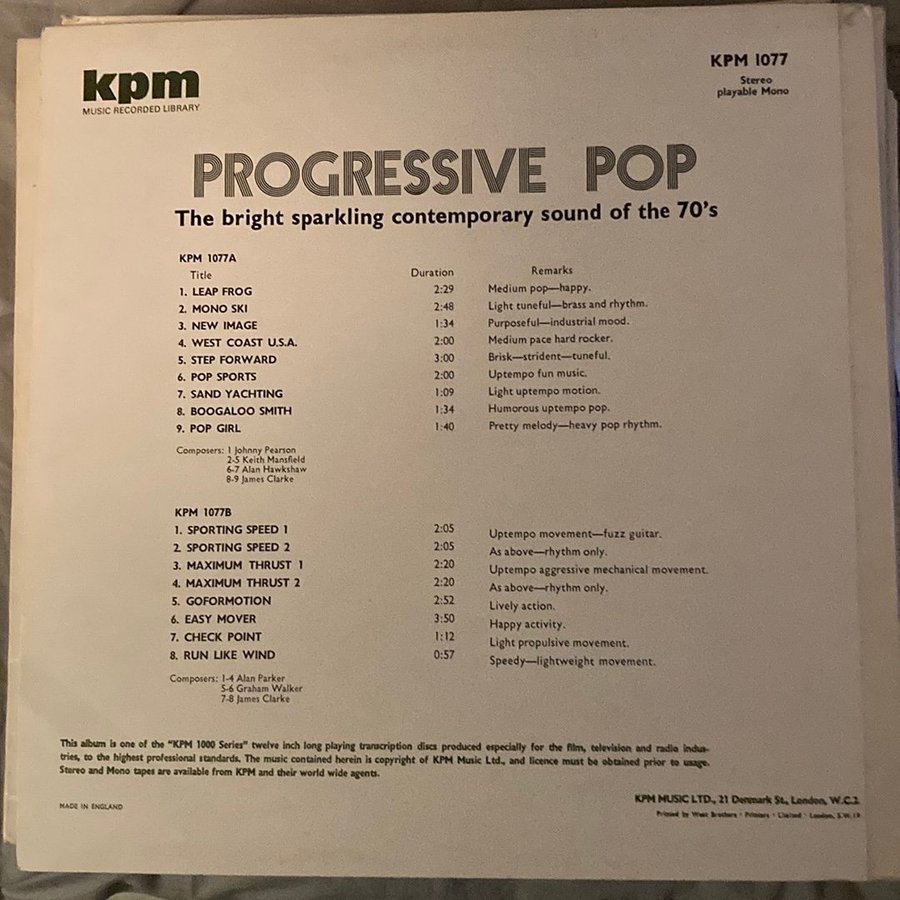 kpm
MUSIC RECORDED LIBRARY
KPM 1077
Stereo
playable Mono
PROGRESSIVE POP
The bright sparkling contemporary sound of the 70's
KPM 1077A
Title Duration Remarks
1. LEAP FROG 2:29 Medium pop—happy.
2. MONO SKI 2:48 Light tuneful—brass and rhythm.
3. NEW IMAGE 1:34 Purposeful—industrial mood.
4. WEST COAST U.S.A. 2:00 Medium pace hard rocker.
5. STEP FORWARD 3:00 Brisk—strident—tuneful.
6. POP SPORTS 2:00 Uptempo fun music.
7. SAND YACHTING 1:09 Light uptempo motion.
8. BOOGALOO SMITH 1:34 Humorous uptempo pop.
9. POP GIRL 1:40 Pretty melody—heavy pop rhythm.
Composers: 1 Johnny Pearson
2-5 Keith Mansfield
6-7 Alan Hawkshaw
8-9 James Clarke
KPM 1077B
1. SPORTING SPEED 1 2:05 Uptempo movement—fuzz guitar.
2. SPORTING SPEED 2 2:05 As above—rhythm only.
3. MAXIMUM THRUST 1 2:20 Uptempo aggressive mechanical movement.
4. MAXIMUM THRUST 2 2:20 As above—rhythm only.
5. GOFORMOTION 2:52 Lively action.
6. EASY MOVER 3:50 Happy activity.
7. CHECK POINT 1:12 Light propulsive movement.
8. RUN LIKE WIND 0:57 Speedy—lightweight movement.
Composers: 1-4 Alan Parker
5-6 Graham Walker
7-8 James Clarke
This album is one of the "KPM 1000 Series" twelve inch long playing transcription discs produced especially for the film, television and radio indus-
tries, to the highest professional standards. The music contained herein is copyright of KPM Music Ltd., and licence must be obtained prior to usage.
Stereo and Mono tapes are available from KPM and their world wide agents.
MADE IN ENGLAND
KPM MUSIC LTD., 21 Denmark St., London, W.C.2
Printed by West Brothers · Printers · Limited · London, S.W.19